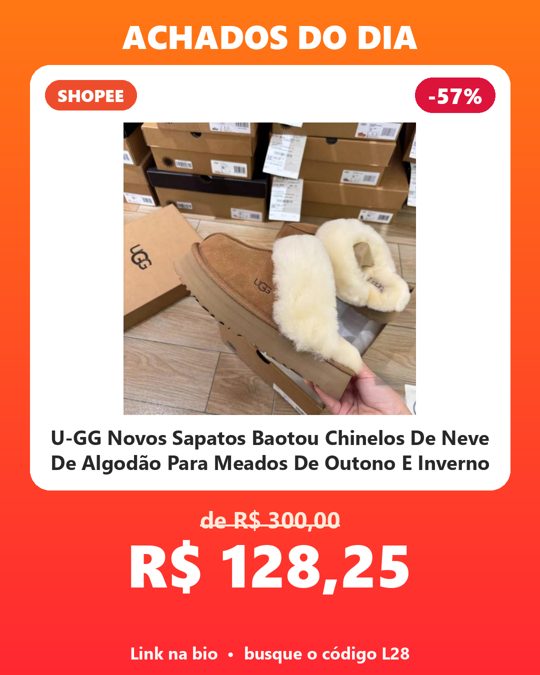 ACHADOS DO DIA
SHOPEE
-57%
UGG
UGG
U-GG Novos Sapatos Baotou Chinelos De Neve
De Algodão Para Meados De Outono E Inverno
de R$ 300,00
R$ 128,25
Link na bio • busque o código L28